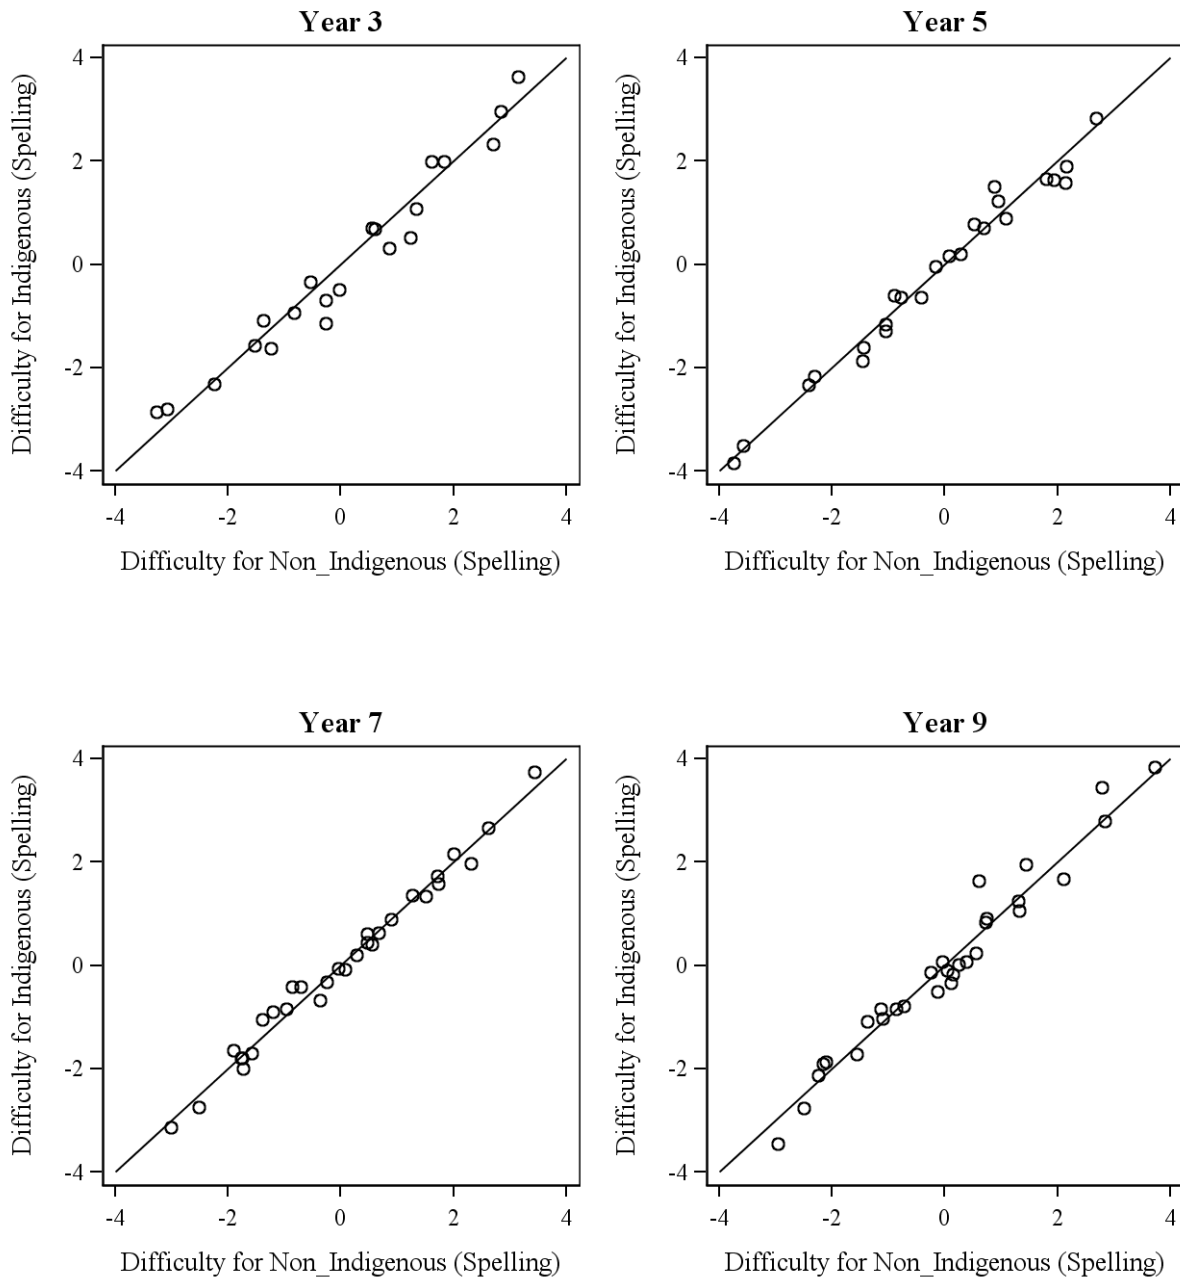 Year 3
4
2
0
-2
-4
-4 -2 0 2 4
Difficulty for Indigenous (Spelling)
Difficulty for Non_Indigenous (Spelling)
Year 5
4
2
0
-2
-4
-4 -2 0 2 4
Difficulty for Indigenous (Spelling)
Difficulty for Non_Indigenous (Spelling)
Year 7
4
2
0
-2
-4
-4 -2 0 2 4
Difficulty for Indigenous (Spelling)
Difficulty for Non_Indigenous (Spelling)
Year 9
4
2
0
-2
-4
-4 -2 0 2 4
Difficulty for Indigenous (Spelling)
Difficulty for Non_Indigenous (Spelling)